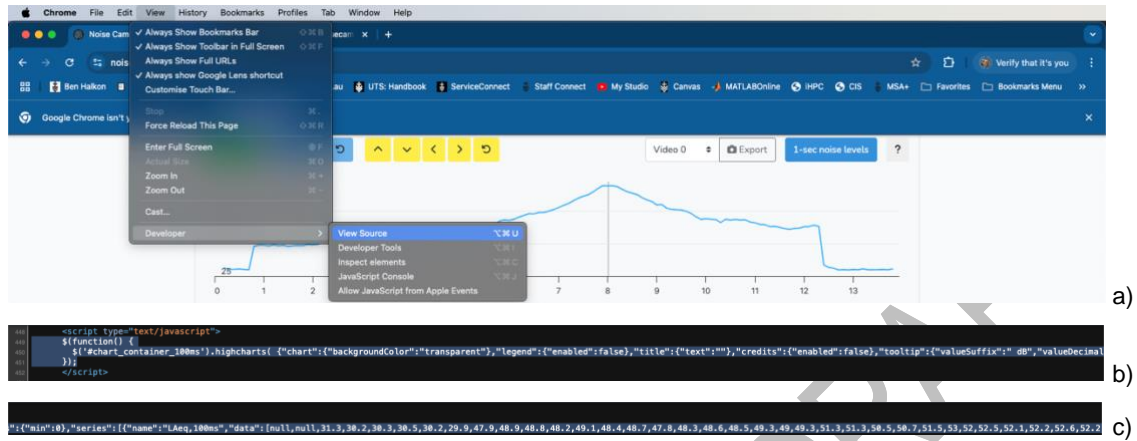 Chrome File Edit View History Bookmarks Profiles Tab Window Help
Noise Cam
✓ Always Show Bookmarks Bar ⇧⌘B
✓ Always Show Toolbar in Full Screen ⇧⌘F
Always Show Full URLs
✓ Always show Google Lens shortcut
Customise Touch Bar...
Stop ⌘.
Force Reload This Page ⇧⌘R
Enter Full Screen
Actual Size ⌘0
Zoom In ⌘+
Zoom Out ⌘-
Cast...
Developer
View Source ⌥⌘U
Developer Tools ⌥⌘I
Inspect elements ⌥⌘C
JavaScript Console ⌥⌘J
Allow JavaScript from Apple Events
Verify that it's you
Ben Halkon
UTS: Handbook ServiceConnect Staff Connect My Studio Canvas MATLABOnline iHPC CIS MSA+ Favorites Bookmarks Menu »
Google Chrome isn't
Video 0 Export 1-sec noise levels ?
25
0 1 2 7 8 9 10 11 12 13
a)
448 <script type="text/javascript">
449 $(function() {
450 $('#chart_container_100ms').highcharts( {"chart":{"backgroundColor":"transparent"},"legend":{"enabled":false},"title":{"text":""},"credits":{"enabled":false},"tooltip":{"valueSuffix":" dB","valueDecimal
451 });
452 </script>
b)
":{"min":0},"series":[{"name":"LAeq,100ms","data":[null,null,31.3,30.2,30.3,30.5,30.2,29.9,47.9,48.9,48.8,48.2,49.1,48.4,48.7,47.8,48.3,48.6,48.5,49.3,49,49.3,51.3,51.3,50.5,50.7,51.5,53,52,52.5,52.1,52.2,52.6,52.2
c)